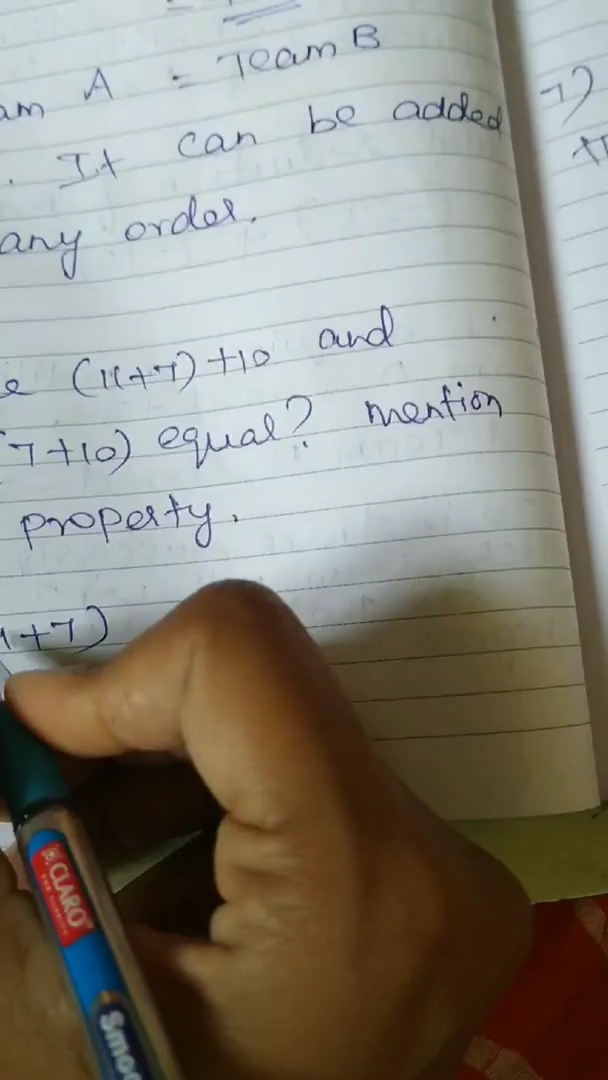 am A = Team B
. It can be added
any order.
e (11+7)+10 and
(7+10) equal? mention
property.
1+7)
7)
CLARO
Smoo